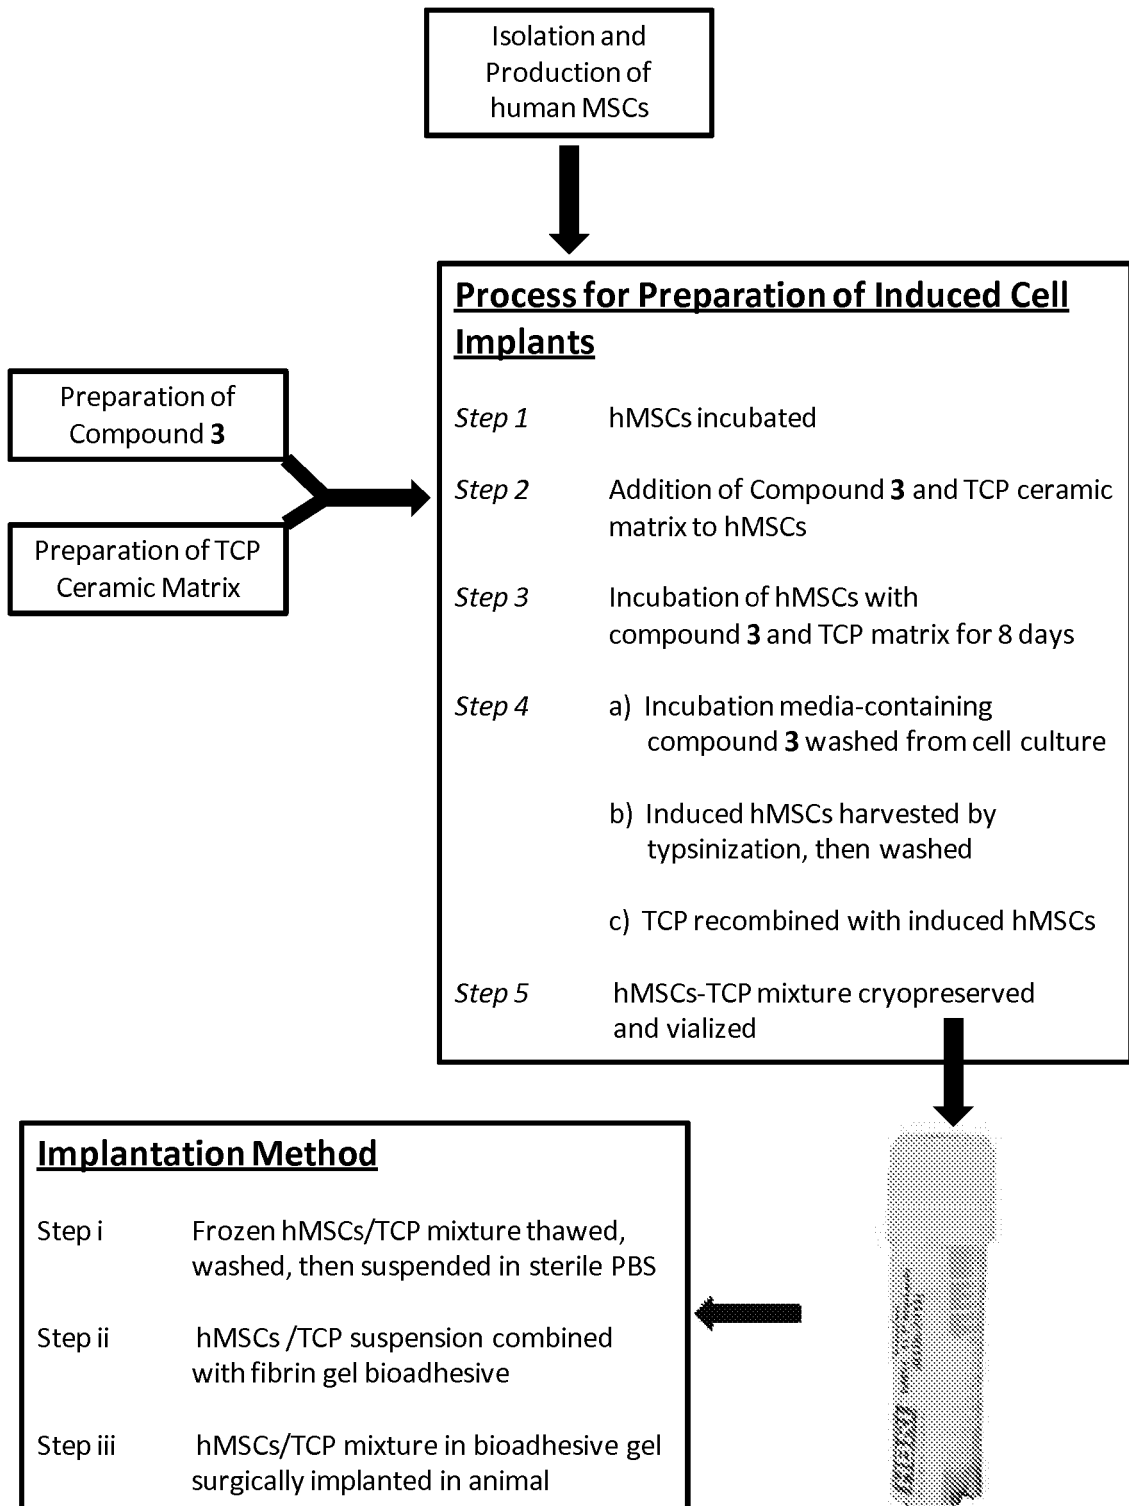 Isolation and
Production of
human MSCs
Process for Preparation of Induced Cell
Implants
Preparation of
Compound 3
Preparation of TCP
Ceramic Matrix
Step 1 hMSCs incubated
Step 2 Addition of Compound 3 and TCP ceramic
matrix to hMSCs
Step 3 Incubation of hMSCs with
compound 3 and TCP matrix for 8 days
Step 4 a) Incubation media-containing
compound 3 washed from cell culture
b) Induced hMSCs harvested by
typsinization, then washed
c) TCP recombined with induced hMSCs
Step 5 hMSCs-TCP mixture cryopreserved
and vialized
Implantation Method
Step i Frozen hMSCs/TCP mixture thawed,
washed, then suspended in sterile PBS
Step ii hMSCs /TCP suspension combined
with fibrin gel bioadhesive
Step iii hMSCs/TCP mixture in bioadhesive gel
surgically implanted in animal